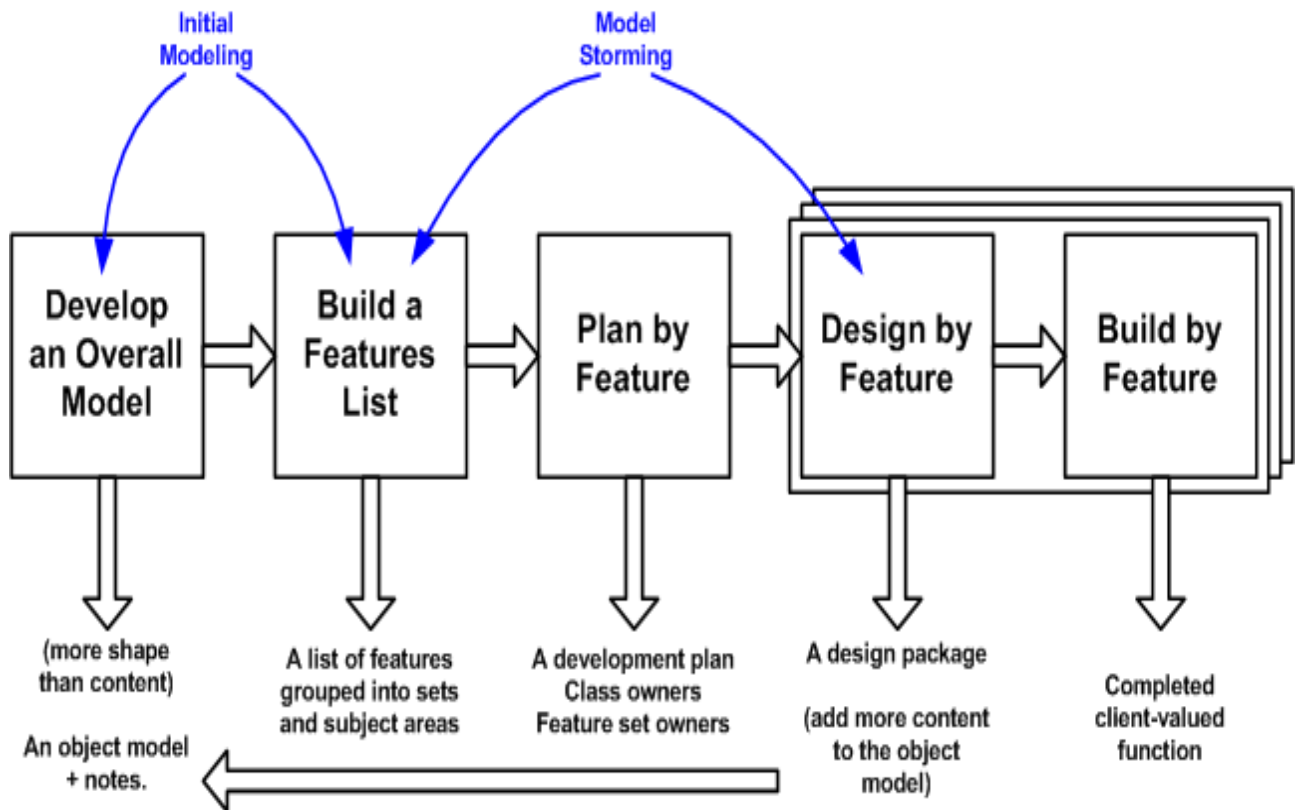 Initial
Modeling
Model
Storming
Develop
an Overall
Model
Build a
Features
List
Plan by
Feature
Design by
Feature
Build by
Feature
(more shape
than content)
An object model
+ notes.
A list of features
grouped into sets
and subject areas
A development plan
Class owners
Feature set owners
A design package
(add more content
to the object
model)
Completed
client-valued
function